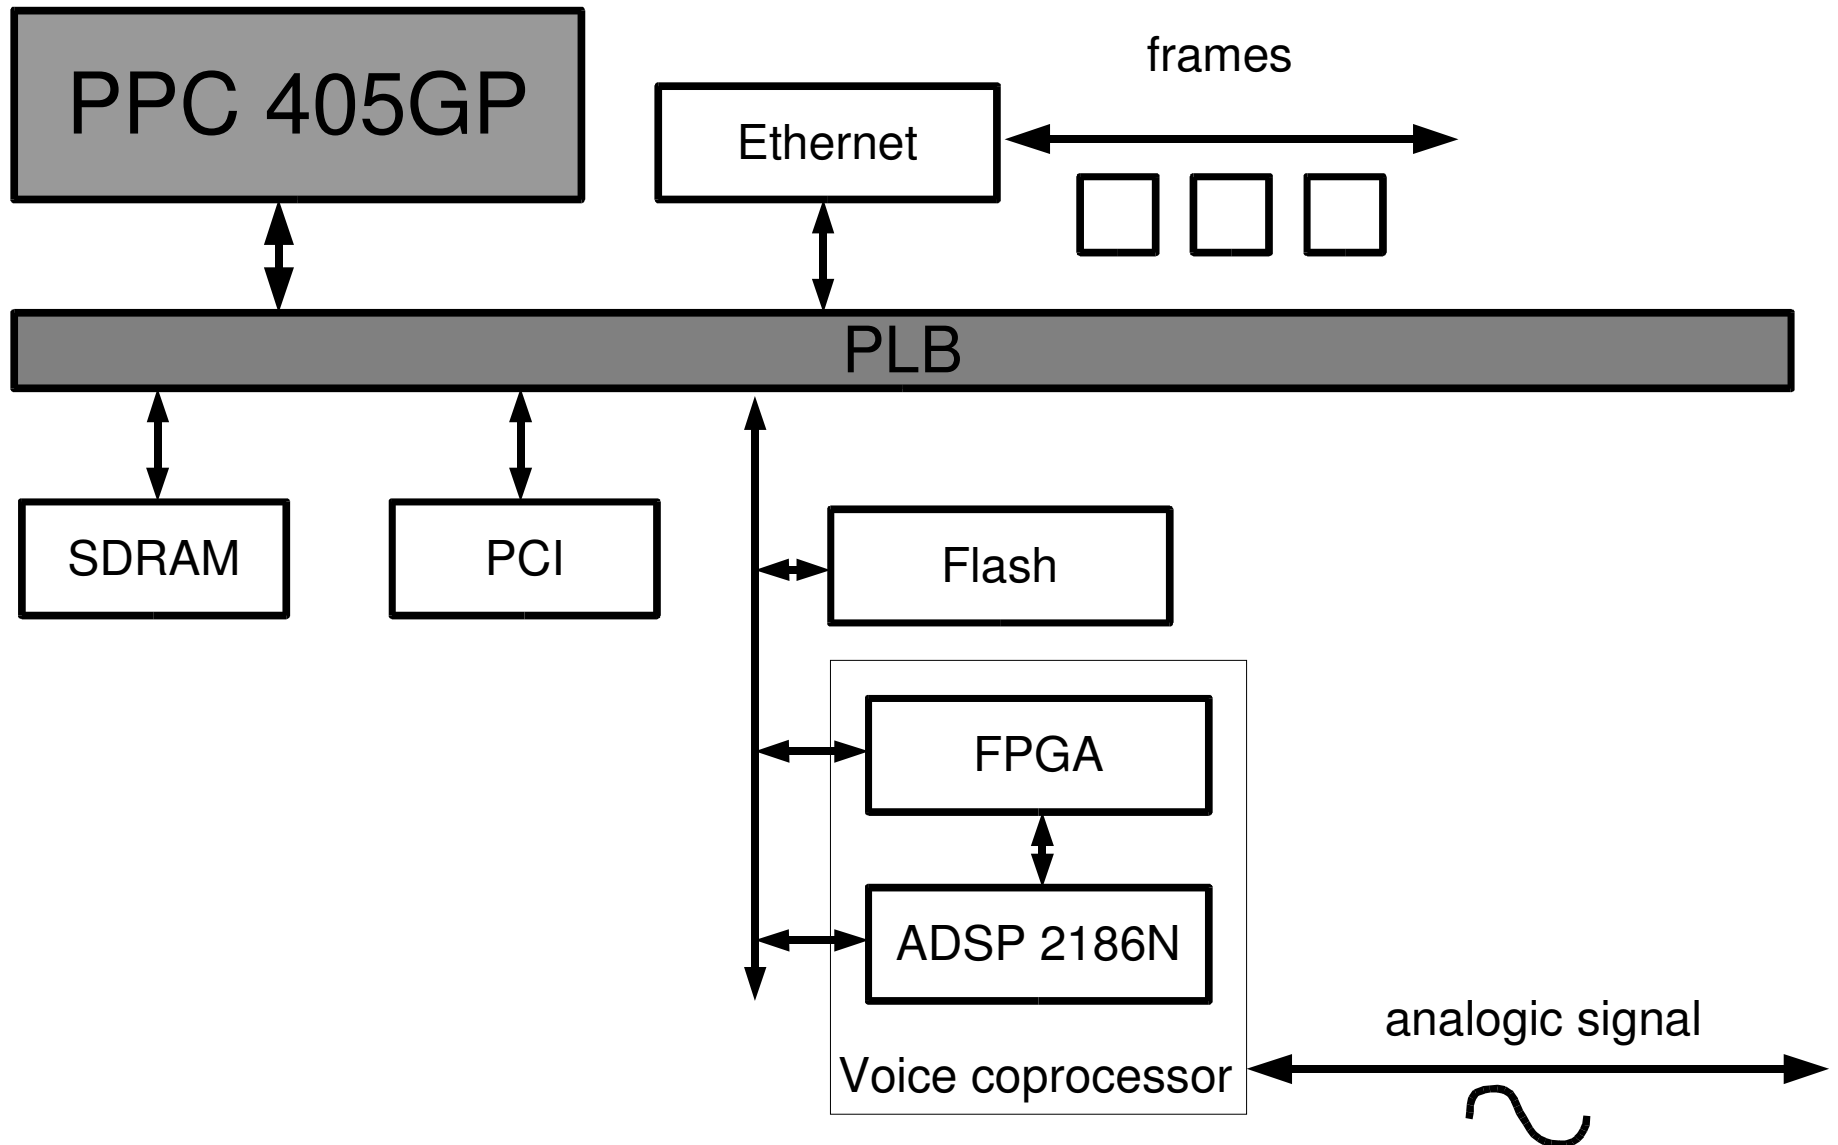 PPC 405GP
frames
Ethernet
PLB
SDRAM
PCI
Flash
FPGA
ADSP 2186N
analogic signal
Voice coprocessor